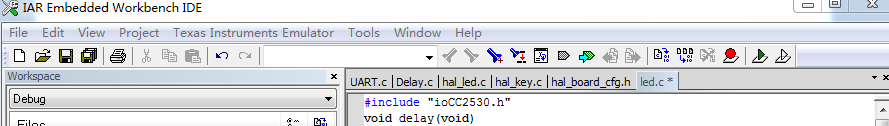 IAR Embedded Workbench IDE
File Edit View Project Texas Instruments Emulator Tools Window Help
Workspace
UART.c Delay.c hal_led.c hal_key.c hal_board_cfg.h led.c *
Debug
#include "ioCC2530.h"
Files
void delay(void)